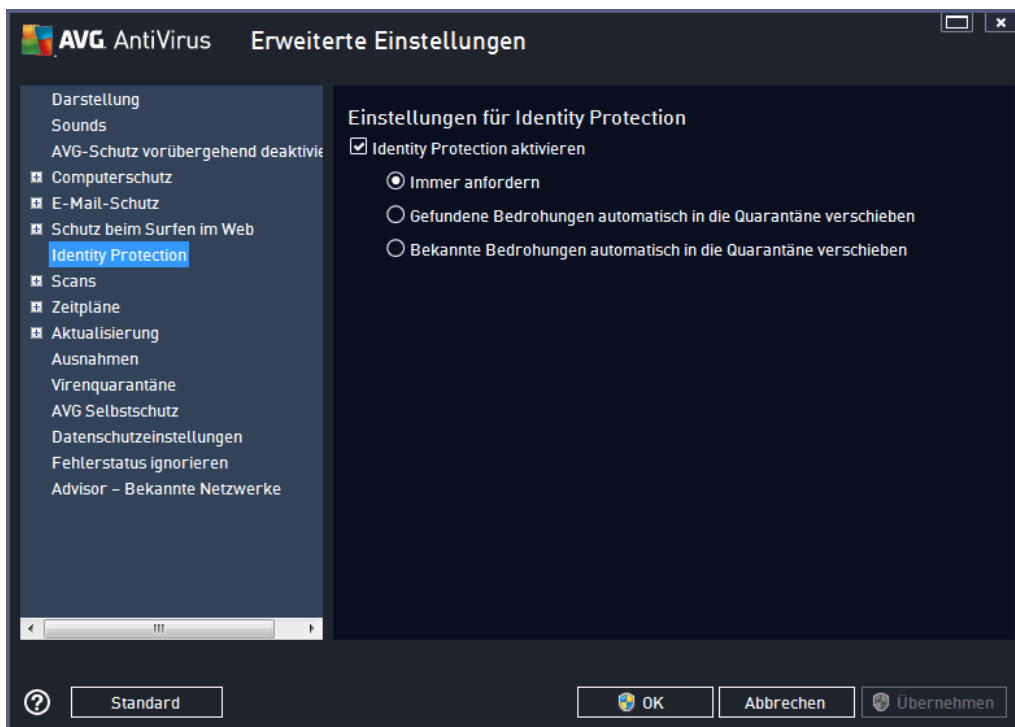 AVG. AntiVirus Erweiterte Einstellungen
Darstellung
Sounds
AVG-Schutz vorübergehend deaktivie
Computerschutz
E-Mail-Schutz
Schutz beim Surfen im Web
Identity Protection
Scans
Zeitpläne
Aktualisierung
Ausnahmen
Virenquarantäne
AVG Selbstschutz
Datenschutzeinstellungen
Fehlerstatus ignorieren
Advisor – Bekannte Netzwerke
Einstellungen für Identity Protection
Identity Protection aktivieren
Immer anfordern
Gefundene Bedrohungen automatisch in die Quarantäne verschieben
Bekannte Bedrohungen automatisch in die Quarantäne verschieben
? Standard OK Abbrechen Übernehmen